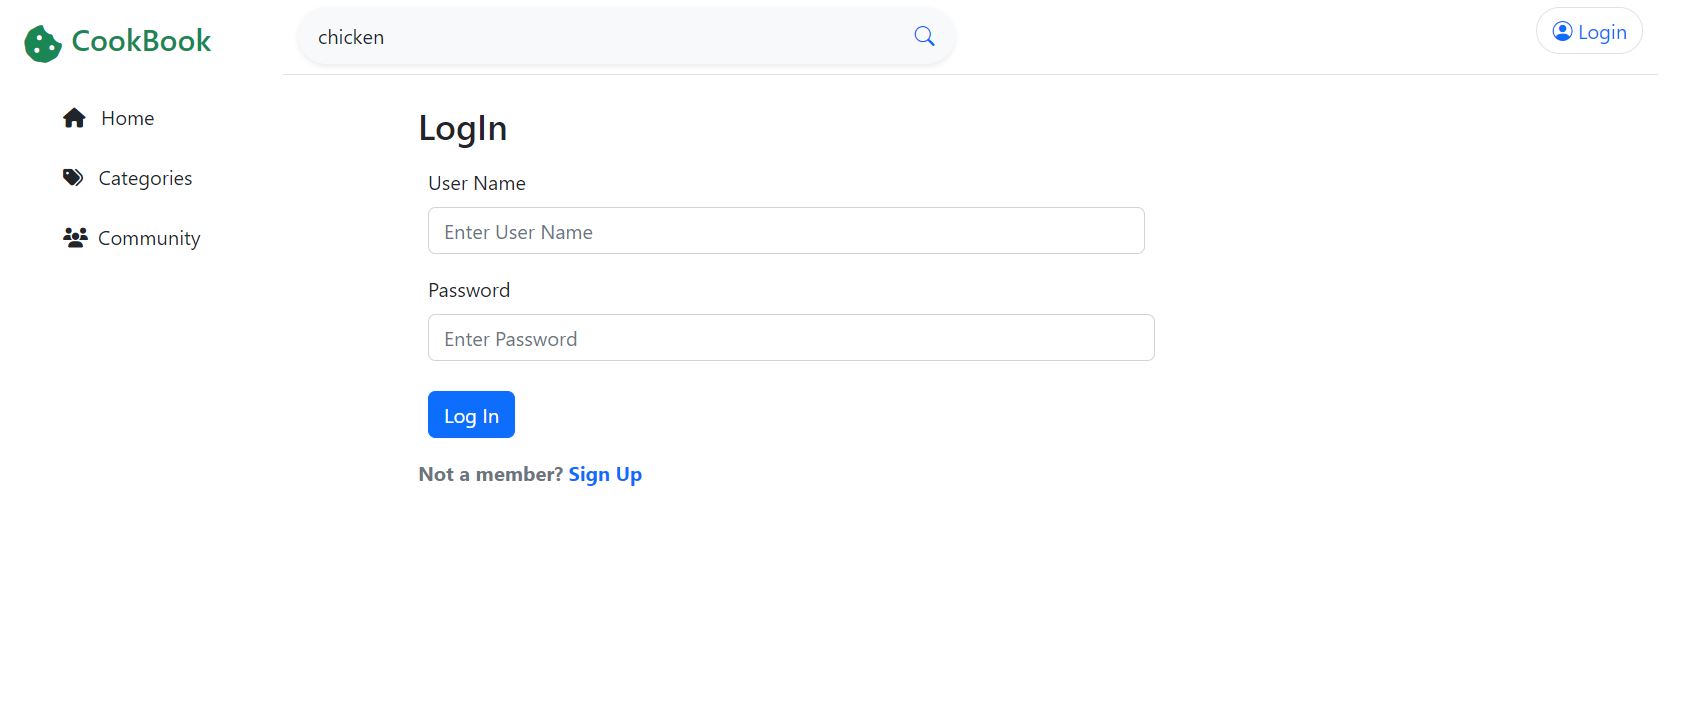 CookBook
chicken
Login
Home
Categories
Community
LogIn
User Name
Enter User Name
Password
Enter Password
Log In
Not a member? Sign Up